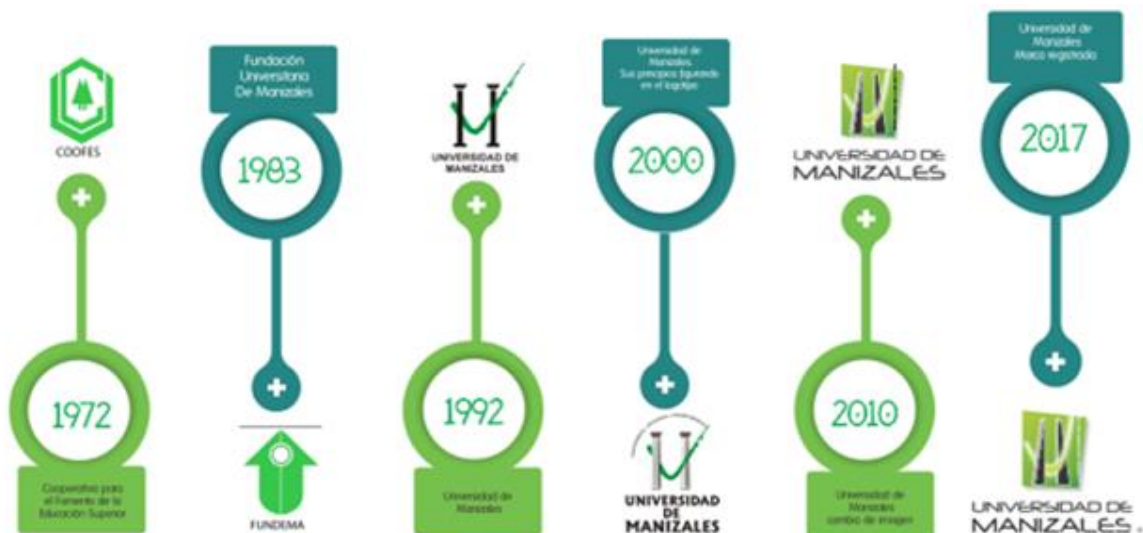 COOFES
1972
Cooperativa para
el Fomento de la
Educación Superior
Fundación
Universitaria
De Manizales
1983
FUNDEMA
UNIVERSIDAD DE
MANIZALES
1992
Universidad de
Manizales
Universidad de
Manizales
Sus principios figurando
en el logotipo
2000
UNIVERSIDAD
DE
MANIZALES
UNIVERSIDAD DE
MANIZALES
2010
Universidad de
Manizales
cambio de imagen
Universidad de
Manizales
Marca registrada
2017
UNIVERSIDAD DE
MANIZALES